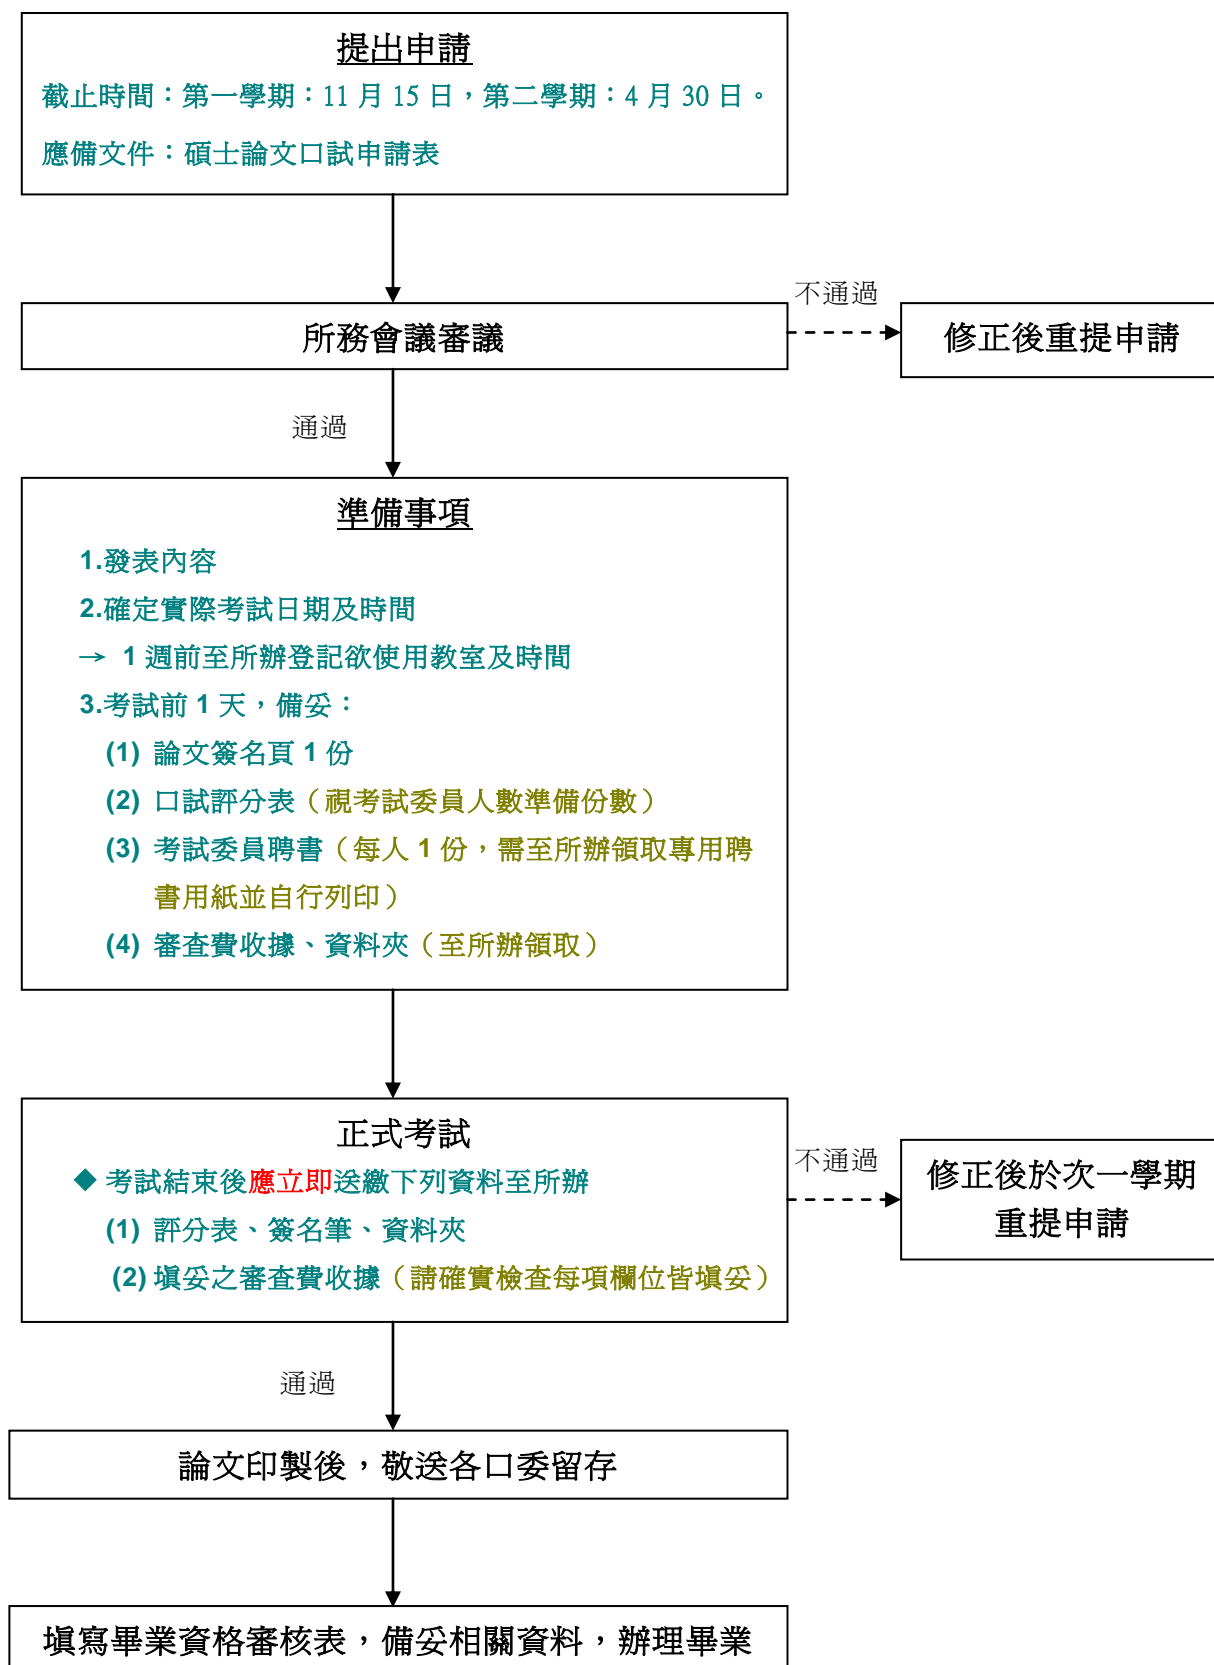 提出申請
截止時間：第一學期：11 月 15 日，第二學期：4 月 30 日。
應備文件：碩士論文口試申請表
不通過
所務會議審議
修正後重提申請
通過
準備事項
1.發表內容
2.確定實際考試日期及時間
→ 1 週前至所辦登記欲使用教室及時間
3.考試前 1 天，備妥：
(1) 論文簽名頁 1 份
(2) 口試評分表（視考試委員人數準備份數）
(3) 考試委員聘書（每人 1 份，需至所辦領取專用聘
書用紙並自行列印）
(4) 審查費收據、資料夾（至所辦領取）
正式考試
◆ 考試結束後應立即送繳下列資料至所辦
(1) 評分表、簽名筆、資料夾
(2) 填妥之審查費收據（請確實檢查每項欄位皆填妥）
不通過
修正後於次一學期
重提申請
通過
論文印製後，敬送各口委留存
填寫畢業資格審核表，備妥相關資料，辦理畢業